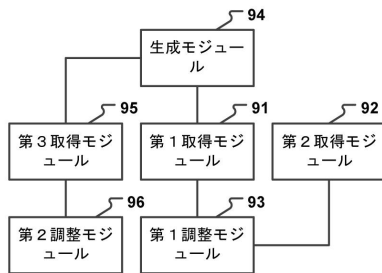 94
生成モジュー
ル
95
91
92
第３取得モジ
ュール
第１取得モジ
ュール
第２取得モジ
ュール
96
93
第２調整モジ
ュール
第１調整モジ
ュール